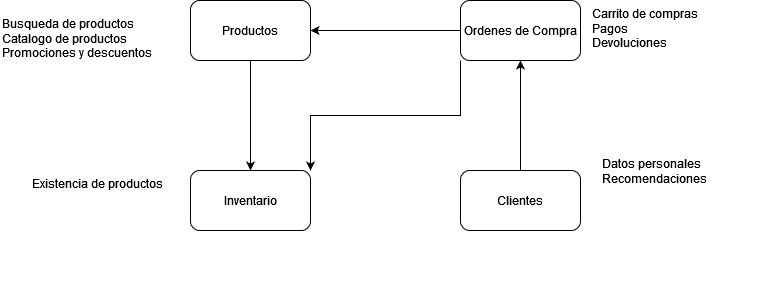 Busqueda de productos
Catalogo de productos
Promociones y descuentos
Productos
Ordenes de Compra
Carrito de compras
Pagos
Devoluciones
Existencia de productos
Inventario
Clientes
Datos personales
Recomendaciones